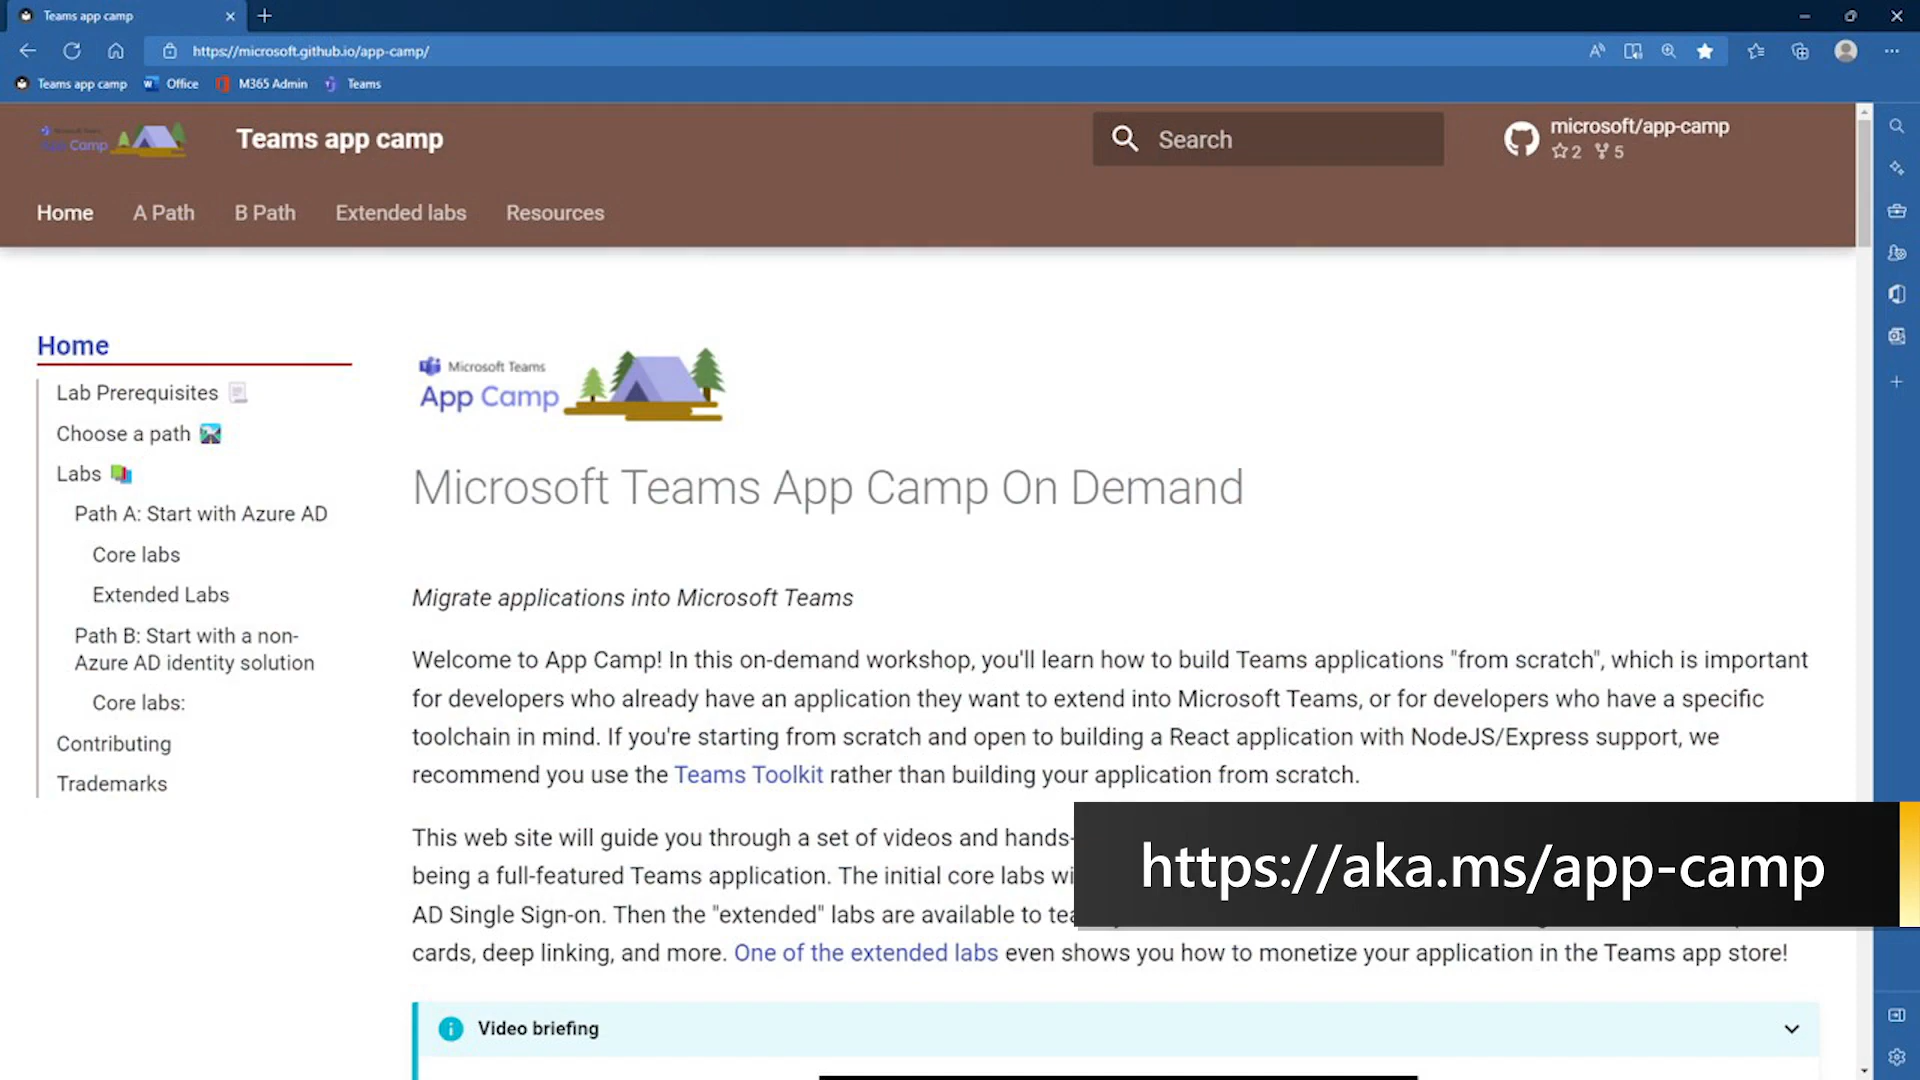 Teams app camp
https://microsoft.github.io/app-camp/
Teams app camp
Office
M365 Admin
Teams
App Camp
Teams app camp
Search
microsoft/app-camp
2 5
Home
A Path
B Path
Extended labs
Resources
Home
Lab Prerequisites
Choose a path
Labs
Path A: Start with Azure AD
Core labs
Extended Labs
Path B: Start with a non-
Azure AD identity solution
Core labs:
Contributing
Trademarks
Microsoft Teams
App Camp
Microsoft Teams App Camp On Demand
Migrate applications into Microsoft Teams
Welcome to App Camp! In this on-demand workshop, you'll learn how to build Teams applications "from scratch", which is important
for developers who already have an application they want to extend into Microsoft Teams, or for developers who have a specific
toolchain in mind. If you're starting from scratch and open to building a React application with NodeJS/Express support, we
recommend you use the Teams Toolkit rather than building your application from scratch.
This web site will guide you through a set of videos and hands-
being a full-featured Teams application. The initial core labs wi
AD Single Sign-on. Then the "extended" labs are available to tea
cards, deep linking, and more. One of the extended labs even shows you how to monetize your application in the Teams app store!
https://aka.ms/app-camp
Video briefing